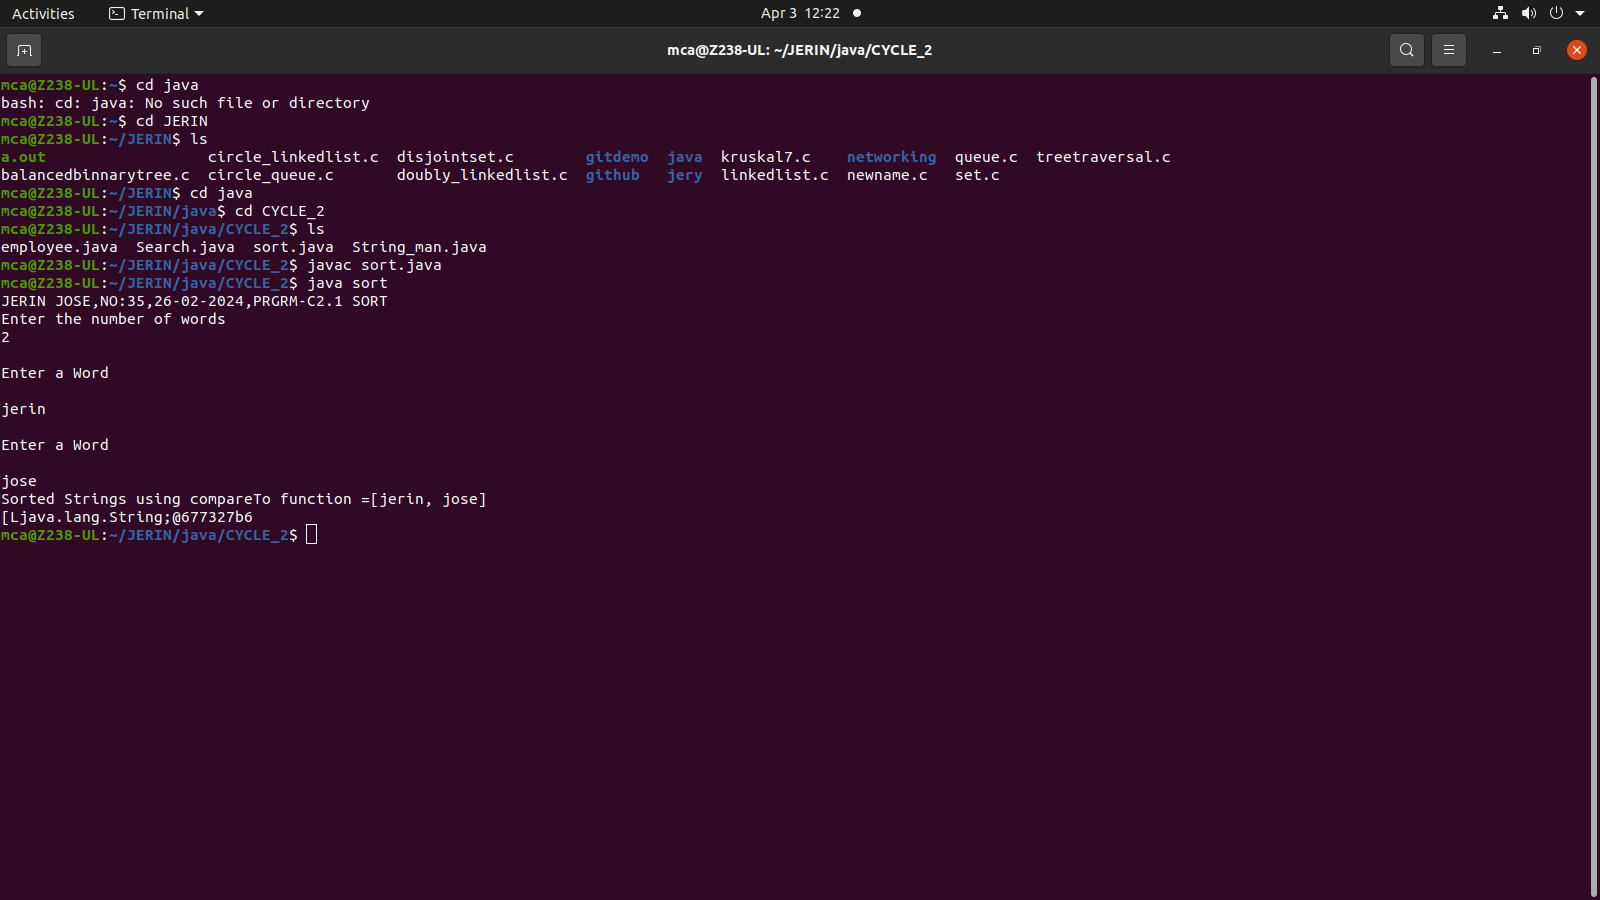 Activities Terminal Apr 3 12:22
mca@Z238-UL: ~/JERIN/java/CYCLE_2
mca@Z238-UL:~$ cd java
bash: cd: java: No such file or directory
mca@Z238-UL:~$ cd JERIN
mca@Z238-UL:~/JERIN$ ls
a.out circle_linkedlist.c disjointset.c gitdemo java kruskal7.c networking queue.c treetraversal.c
balancedbinnarytree.c circle_queue.c doubly_linkedlist.c github jery linkedlist.c newname.c set.c
mca@Z238-UL:~/JERIN$ cd java
mca@Z238-UL:~/JERIN/java$ cd CYCLE_2
mca@Z238-UL:~/JERIN/java/CYCLE_2$ ls
employee.java Search.java sort.java String_man.java
mca@Z238-UL:~/JERIN/java/CYCLE_2$ javac sort.java
mca@Z238-UL:~/JERIN/java/CYCLE_2$ java sort
JERIN JOSE,NO:35,26-02-2024,PRGRM-C2.1 SORT
Enter the number of words
2
Enter a Word
jerin
Enter a Word
jose
Sorted Strings using compareTo function =[jerin, jose]
[Ljava.lang.String;@677327b6
mca@Z238-UL:~/JERIN/java/CYCLE_2$